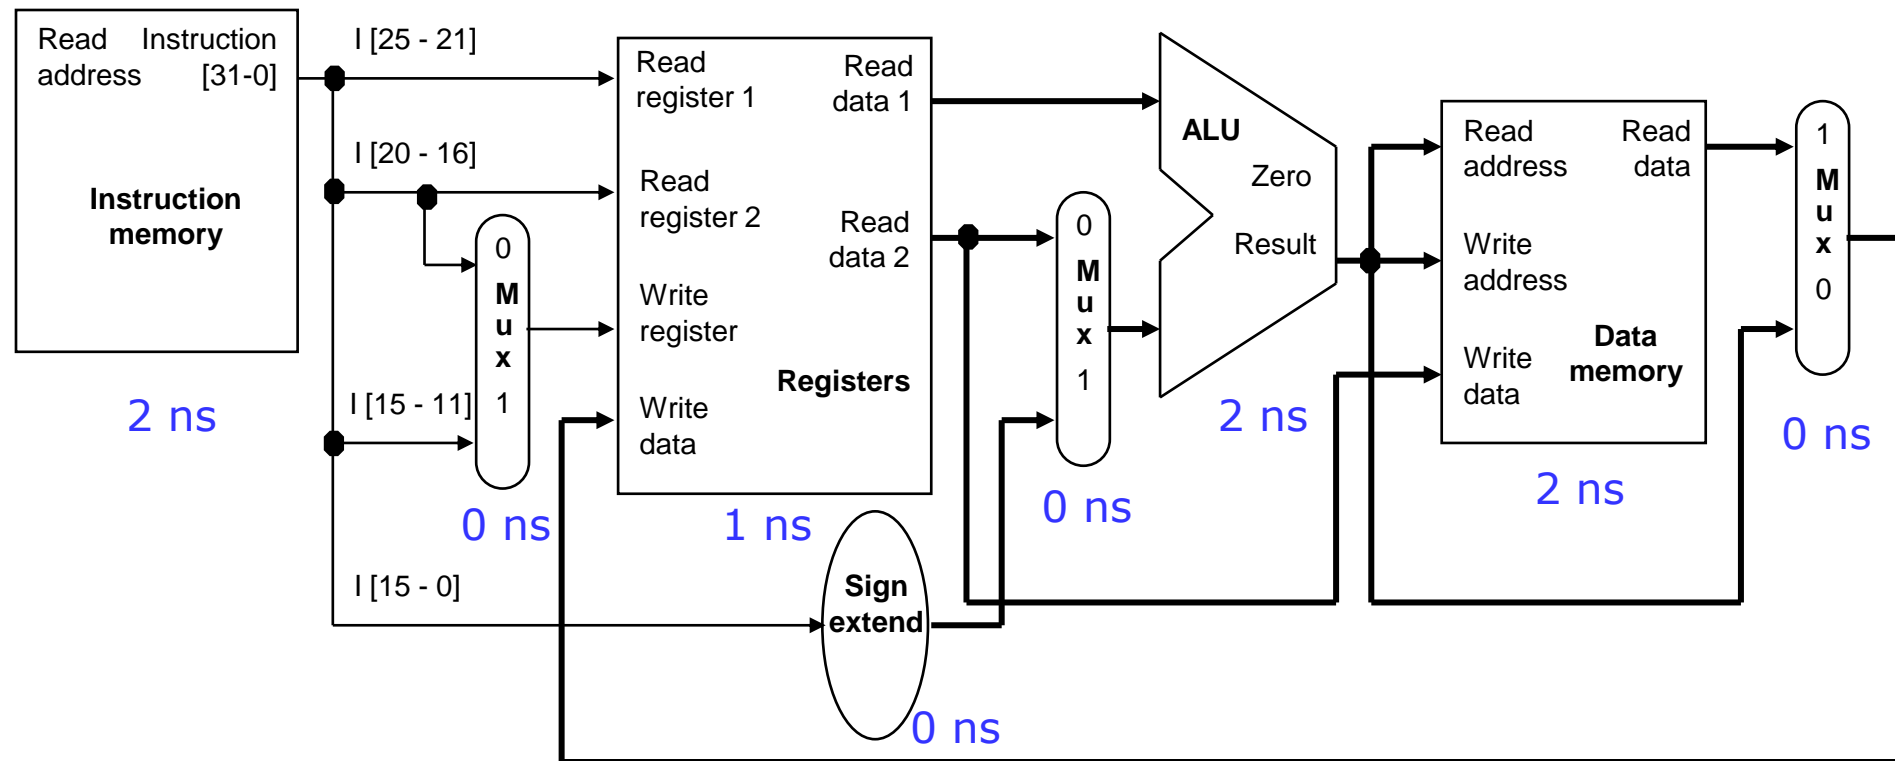 Read Instruction
address [31-0]
Instruction
memory
2 ns
I [25 - 21]
I [20 - 16]
I [15 - 11]
I [15 - 0]
0
M
u
x
1
0 ns
Read
register 1
Read
data 1
Read
register 2
Read
data 2
Write
register
Registers
Write
data
1 ns
Sign
extend
0 ns
0
M
u
x
1
0 ns
ALU
Zero
Result
2 ns
Read
address
Read
data
Write
address
Data
memory
Write
data
2 ns
1
M
u
x
0
0 ns